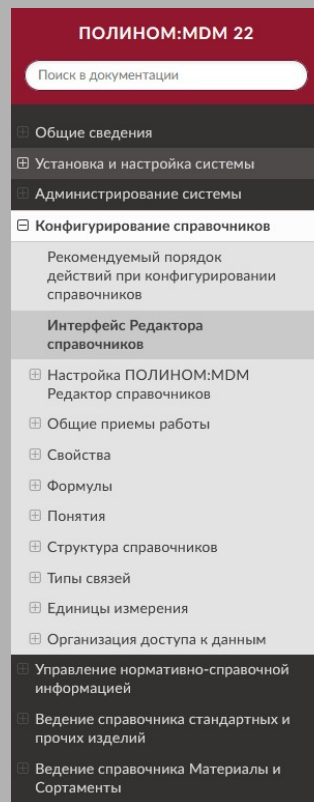 ПОЛИНОМ:MDM 22
Поиск в документации
Общие сведения
Установка и настройка системы
Администрирование системы
Конфигурирование справочников
Рекомендуемый порядок
действий при конфигурировании
справочников
Интерфейс Редактора
справочников
Настройка ПОЛИНОМ:MDM
Редактор справочников
Общие приемы работы
Свойства
Формулы
Понятия
Структура справочников
Типы связей
Единицы измерения
Организация доступа к данным
Управление нормативно-справочной
информацией
Ведение справочника стандартных и
прочих изделий
Ведение справочника Материалы и
Сортаменты